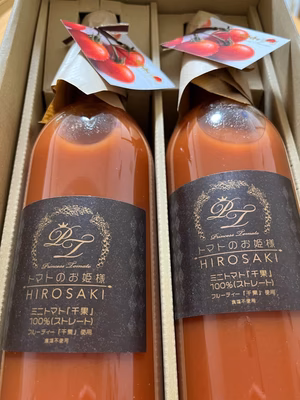 PT
Princess Tomato
トマトのお姫様
HIROSAKI
ミニトマト「千果」
100%(ストレート)
フルーティー「千果」使用
PT
Princess Tomato
トマトのお姫様
HIROSAKI
ミニトマト「千果」
100%(ストレート)
フルーティー「千果」使用